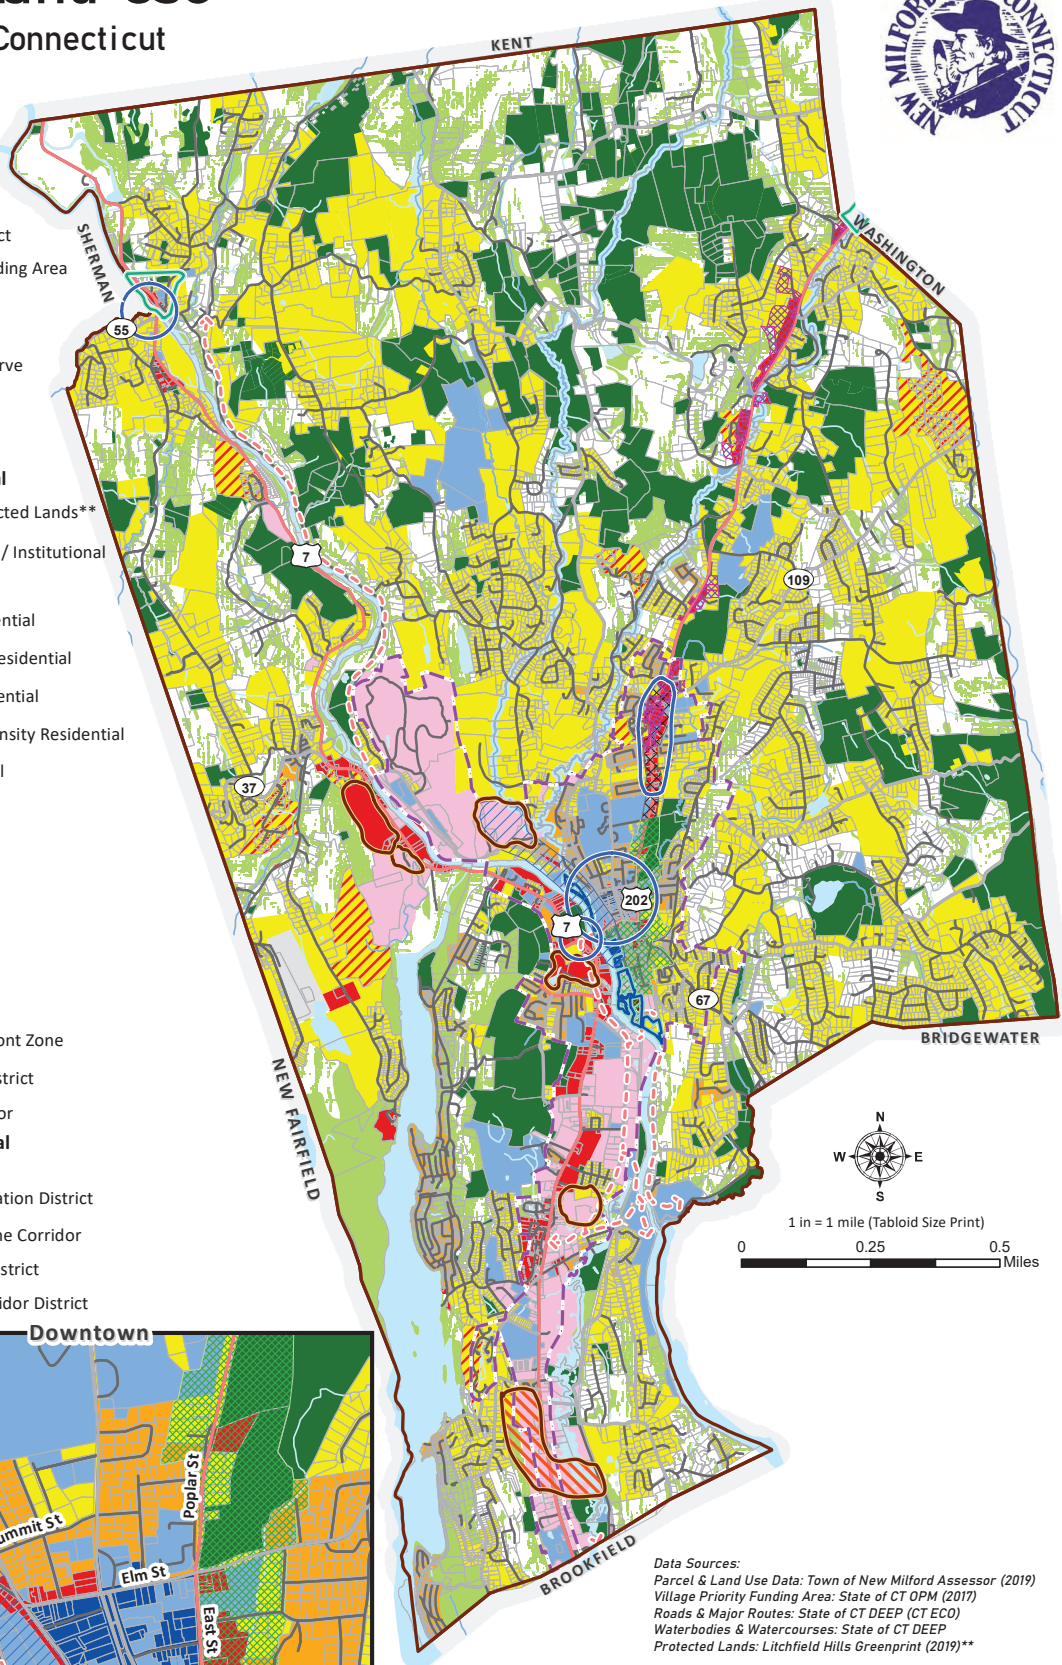 Connecticut
NEW MILFORD CONNECTICUT
KENT
WASHINGTON
SHERMAN
55
ct
ding Area
rve
al
cted Lands**
/ Institutional
ential
esidential
ential
nsity Residential
l
7
109
37
202
7
67
BRIDGEWATER
ont Zone
strict
or
al
NEW FAIRFIELD
ation District
ne Corridor
strict
idor District
N
W E
S
1 in = 1 mile (Tabloid Size Print)
0 0.25 0.5
Miles
Downtown
Poplar St
ummit St
Elm St
East St
BROOKFIELD
Data Sources:
Parcel & Land Use Data: Town of New Milford Assessor (2019)
Village Priority Funding Area: State of CT OPM (2017)
Roads & Major Routes: State of CT DEEP (CT ECO)
Waterbodies & Watercourses: State of CT DEEP
Protected Lands: Litchfield Hills Greenprint (2019)**